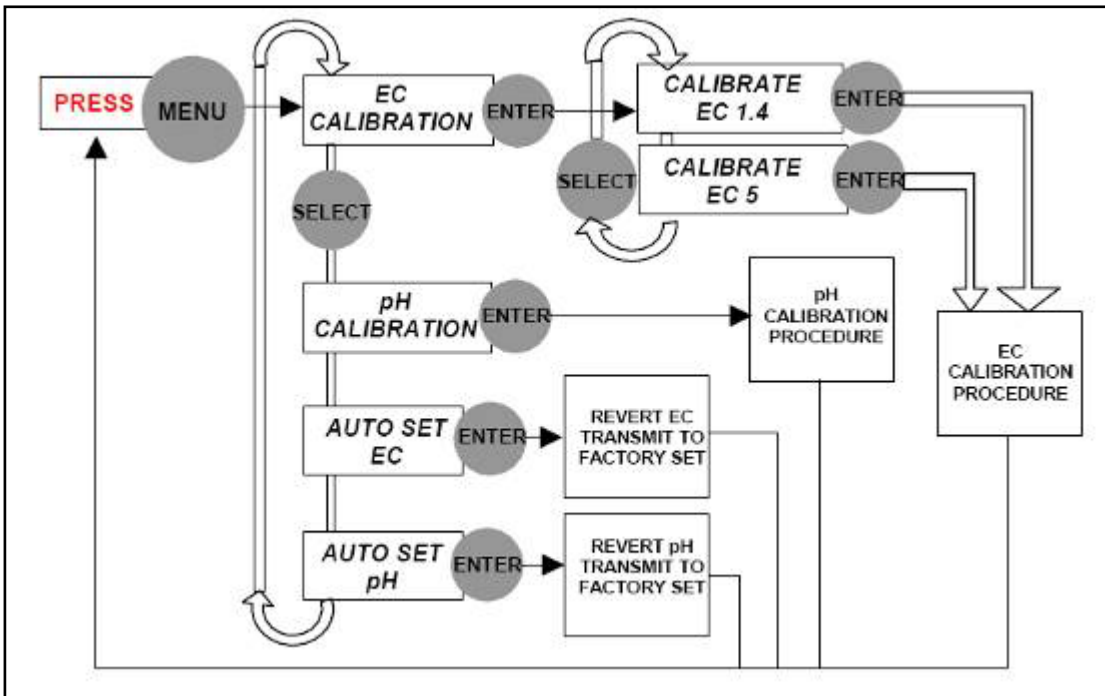 PRESS
MENU
EC
CALIBRATION
ENTER
CALIBRATE
EC 1.4
ENTER
SELECT
CALIBRATE
EC 5
ENTER
SELECT
pH
CALIBRATION
ENTER
pH
CALIBRATION
PROCEDURE
EC
CALIBRATION
PROCEDURE
AUTO SET
EC
ENTER
REVERT EC
TRANSMIT TO
FACTORY SET
AUTO SET
pH
ENTER
REVERT pH
TRANSMIT TO
FACTORY SET